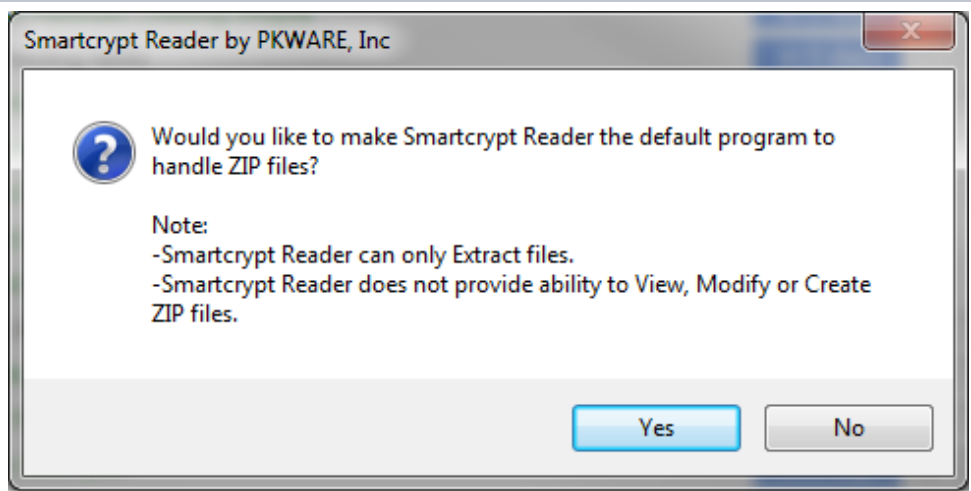 Smartcrypt Reader by PKWARE, Inc
Would you like to make Smartcrypt Reader the default program to
handle ZIP files?
Note:
-Smartcrypt Reader can only Extract files.
-Smartcrypt Reader does not provide ability to View, Modify or Create
ZIP files.
Yes
No